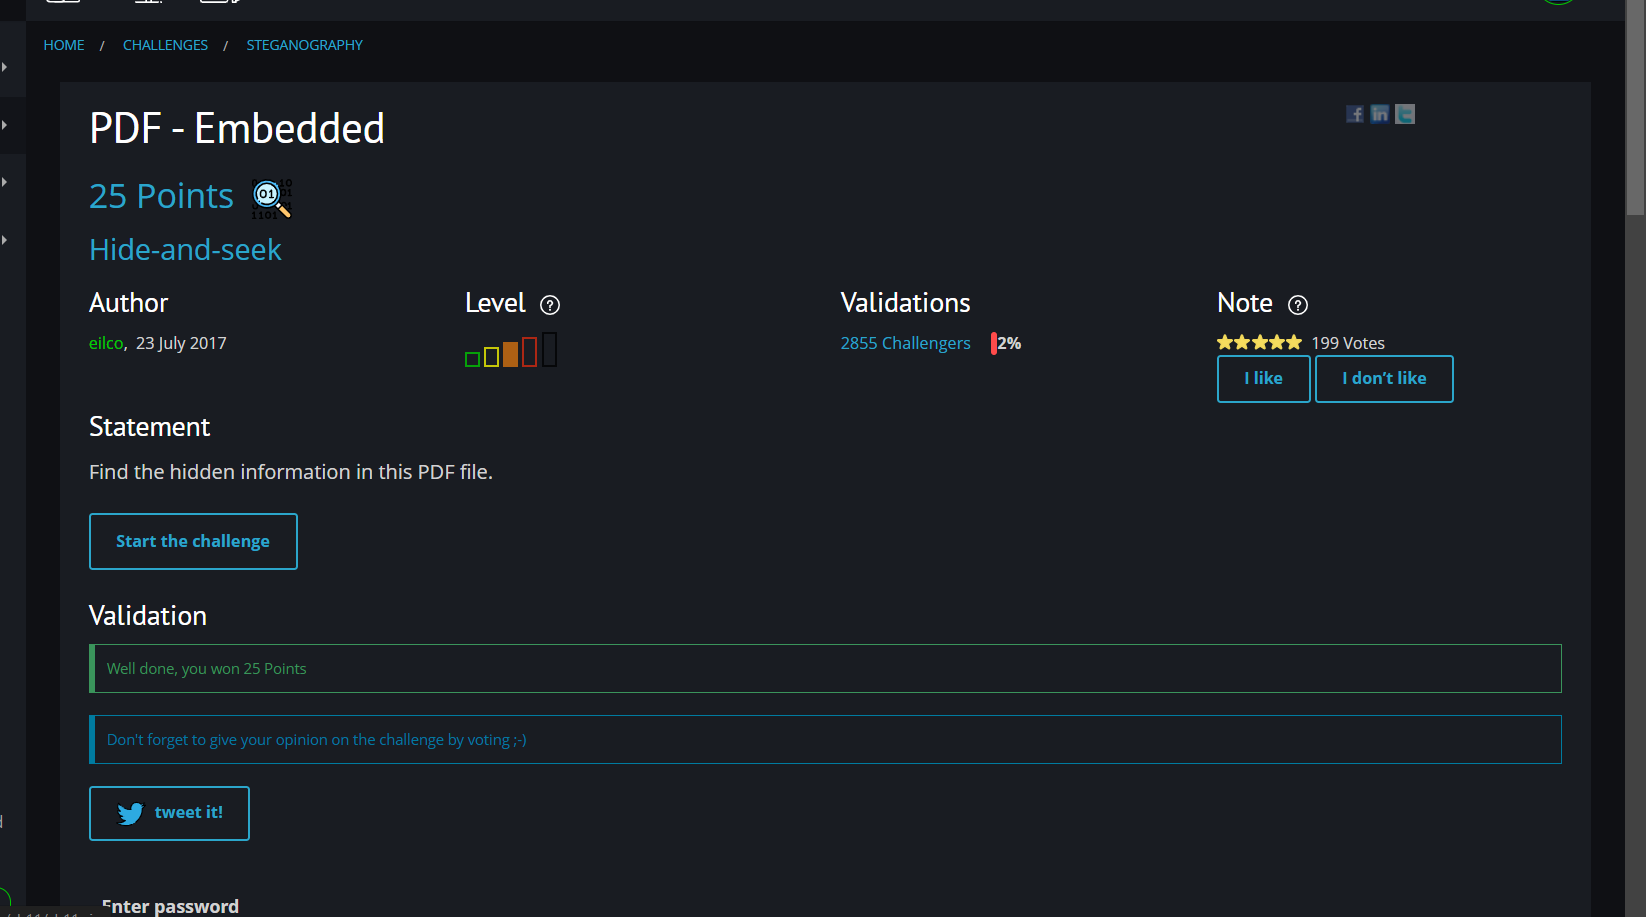 HOME / CHALLENGES / STEGANOGRAPHY
PDF - Embedded
25 Points
Hide-and-seek
Author
eilco, 23 July 2017
Level ?
Validations
2855 Challengers 2%
Note ?
199 Votes
I like
I don't like
Statement
Find the hidden information in this PDF file.
Start the challenge
Validation
Well done, you won 25 Points
Don't forget to give your opinion on the challenge by voting ;-)
tweet it!
Enter password